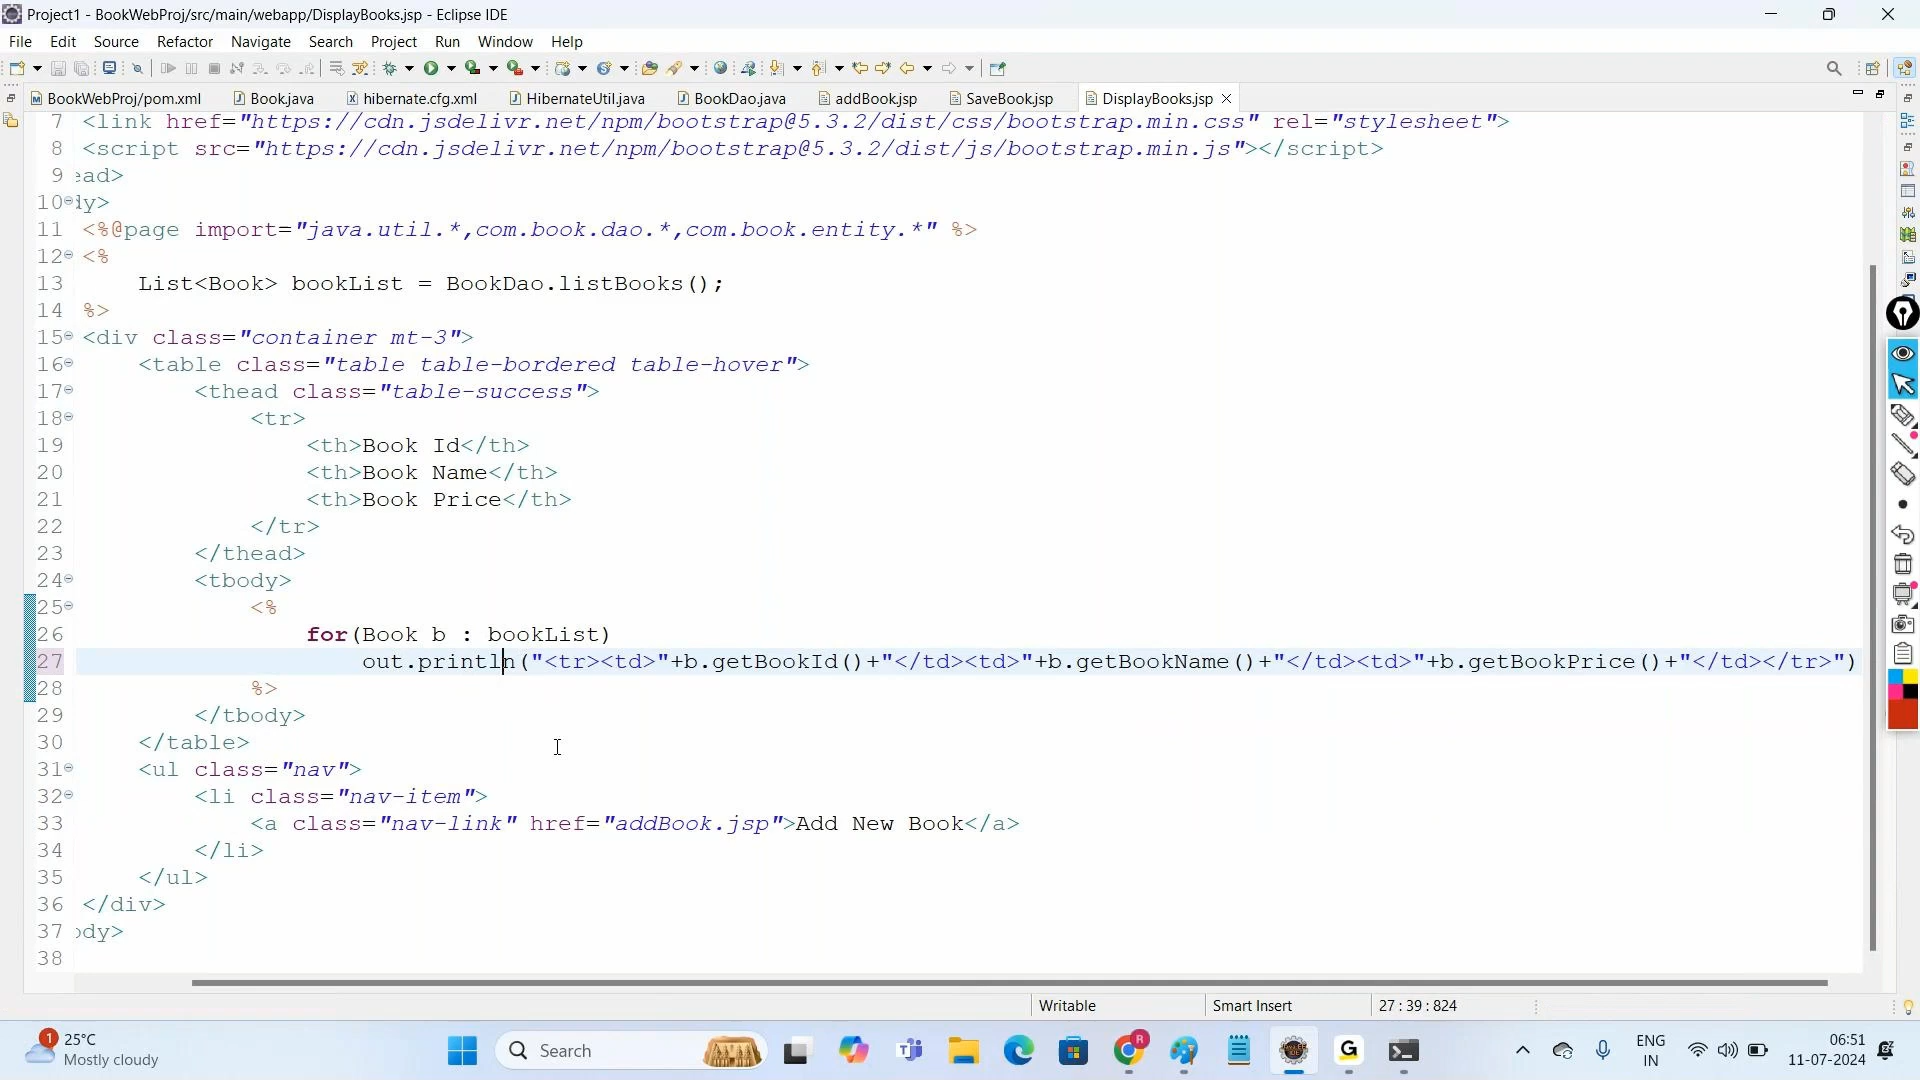 Project1 - BookWebProj/src/main/webapp/DisplayBooks.jsp - Eclipse IDE
File Edit Source Refactor Navigate Search Project Run Window Help
BookWebProj/pom.xml Book.java hibernate.cfg.xml HibernateUtil.java BookDao.java addBook.jsp SaveBook.jsp DisplayBooks.jsp
7 <link href="https://cdn.jsdelivr.net/npm/bootstrap@5.3.2/dist/css/bootstrap.min.css" rel="stylesheet">
8 <script src="https://cdn.jsdelivr.net/npm/bootstrap@5.3.2/dist/js/bootstrap.min.js"></script>
9 ead>
10 dy>
11 <%@page import="java.util.*,com.book.dao.*,com.book.entity.*" %>
12 <%
13 List<Book> bookList = BookDao.listBooks();
14 %>
15 <div class="container mt-3">
16 <table class="table table-bordered table-hover">
17 <thead class="table-success">
18 <tr>
19 <th>Book Id</th>
20 <th>Book Name</th>
21 <th>Book Price</th>
22 </tr>
23 </thead>
24 <tbody>
25 <%
26 for(Book b : bookList)
27 out.println("<tr><td>"+b.getBookId()+"</td><td>"+b.getBookName()+"</td><td>"+b.getBookPrice()+"</td></tr>")
28 %>
29 </tbody>
30 </table>
31 <ul class="nav">
32 <li class="nav-item">
33 <a class="nav-link" href="addBook.jsp">Add New Book</a>
34 </li>
35 </ul>
36 </div>
37 ody>
38
Writable Smart Insert 27 : 39 : 824
1 25°C
Mostly cloudy
Search
R
G
ENG
IN
06:51
11-07-2024